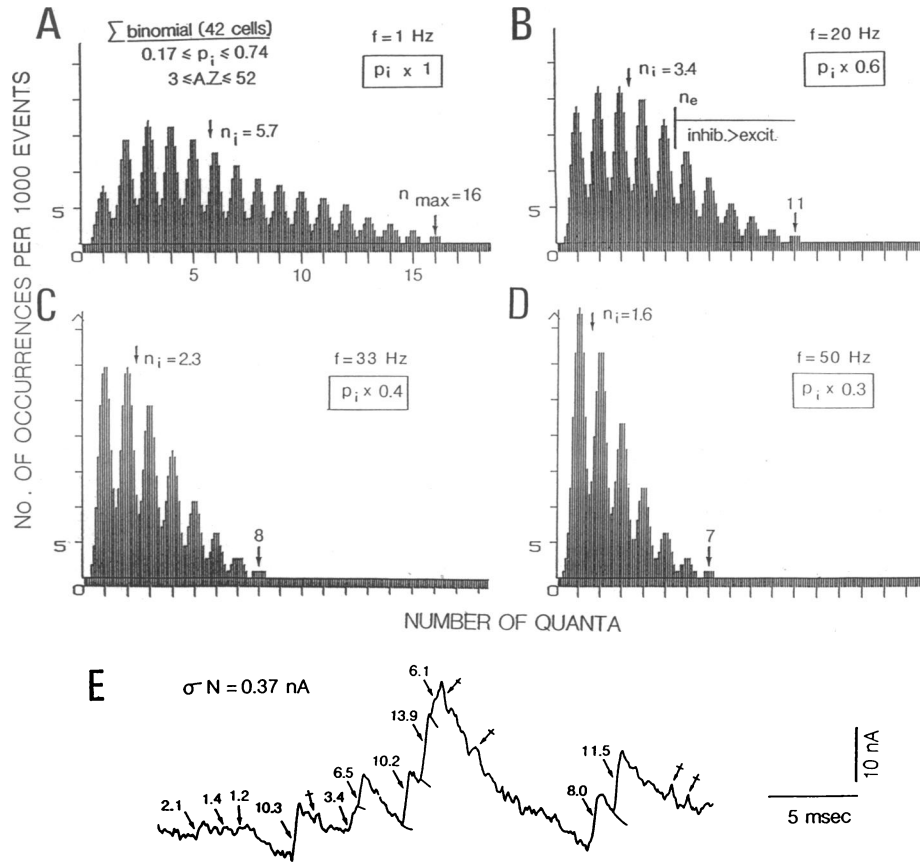 A
∑ binomial (42 cells)
0.17 ≤ pi ≤ 0.74
3 ≤A.Z.≤ 52
f = 1 Hz
pi x 1
ni = 5.7
n max = 16
5
0
5
10
15
B
f = 20 Hz
pi x 0.6
ni = 3.4
ne
inhib.>excit.
11
5
0
No. OF OCCURRENCES PER 1000 EVENTS
C
ni = 2.3
f = 33 Hz
pi x 0.4
8
5
0
D
ni = 1.6
f = 50 Hz
pi x 0.3
7
5
0
NUMBER OF QUANTA
E
σ N = 0.37 nA
2.1
1.4
1.2
10.3
3.4
6.5
10.2
13.9
6.1
8.0
11.5
10 nA
5 msec